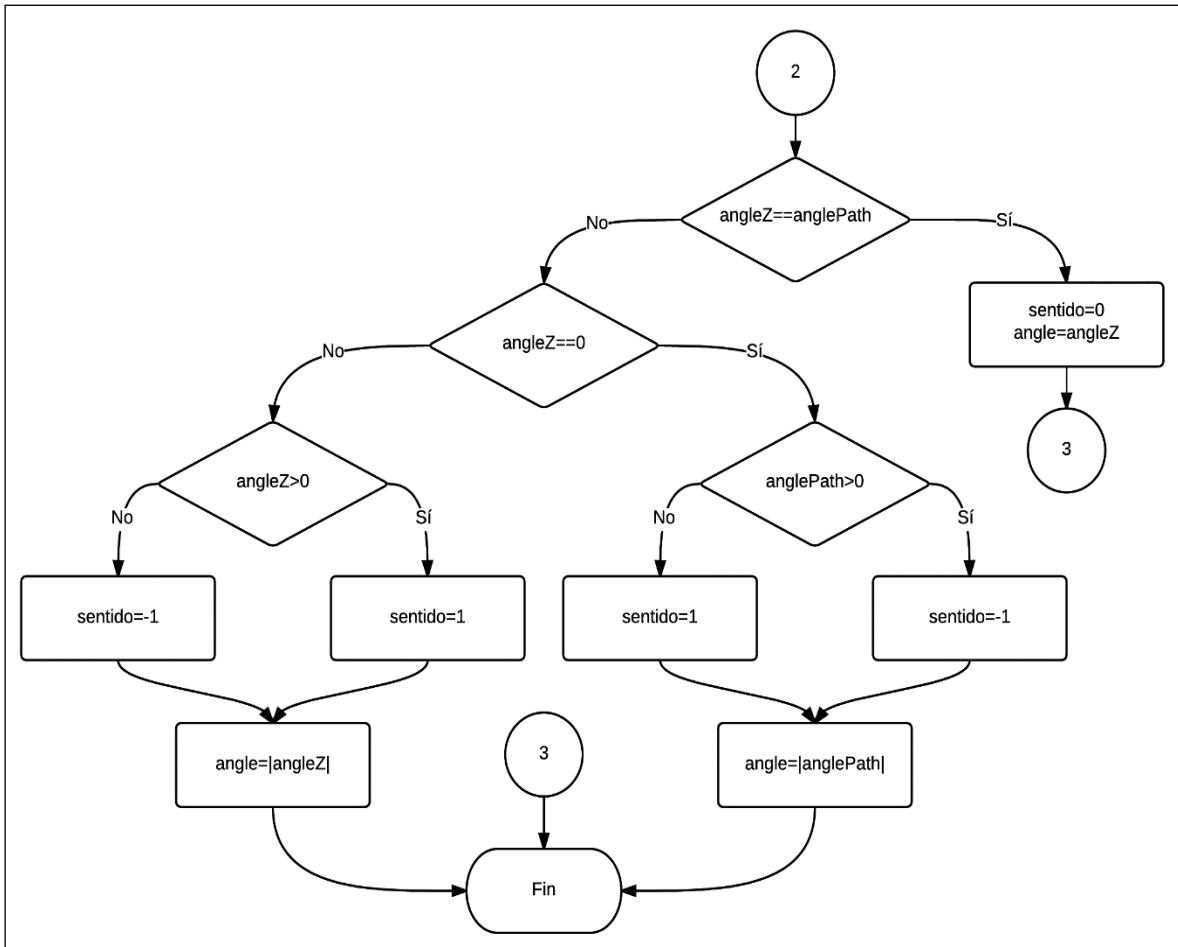 2
angleZ==anglePath
No
Sí
sentido=0
angle=angleZ
angleZ==0
No
Sí
3
angleZ>0
anglePath>0
No
Sí
No
Sí
sentido=-1
sentido=1
sentido=1
sentido=-1
angle=|angleZ|
3
angle=|anglePath|
Fin